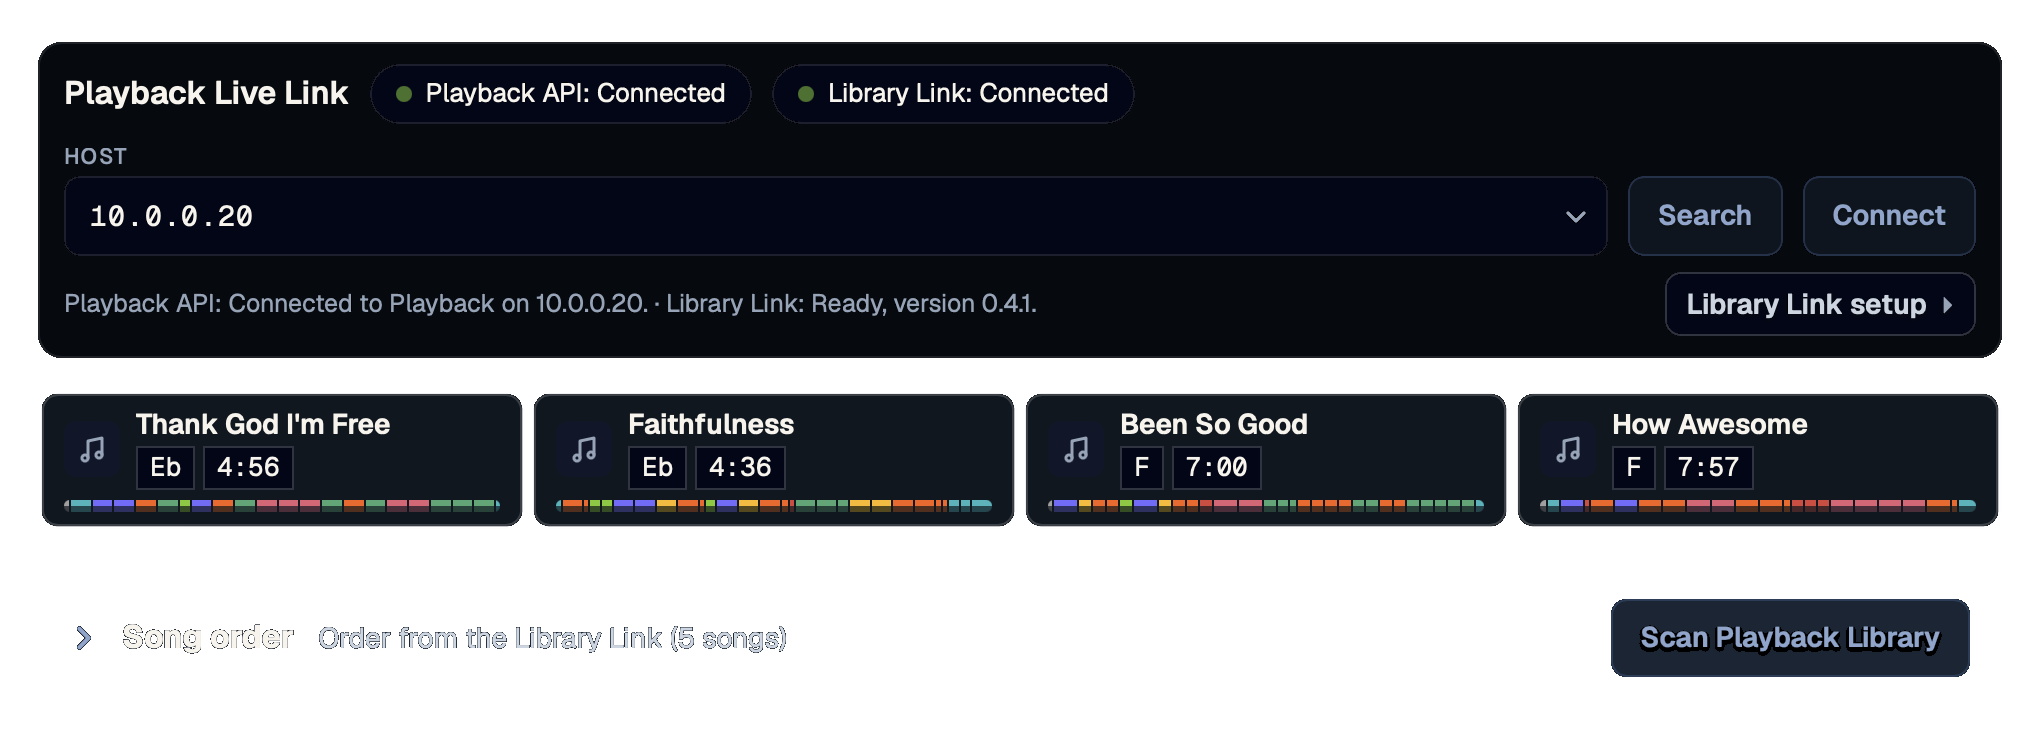 Playback Live Link
Playback API: Connected
Library Link: Connected
HOST
10.0.0.20
Search
Connect
Playback API: Connected to Playback on 10.0.0.20. · Library Link: Ready, version 0.4.1.
Library Link setup
Thank God I'm Free
Eb 4:56
Faithfulness
Eb 4:36
Been So Good
F 7:00
How Awesome
F 7:57
Song order
Order from the Library Link (5 songs)
Scan Playback Library